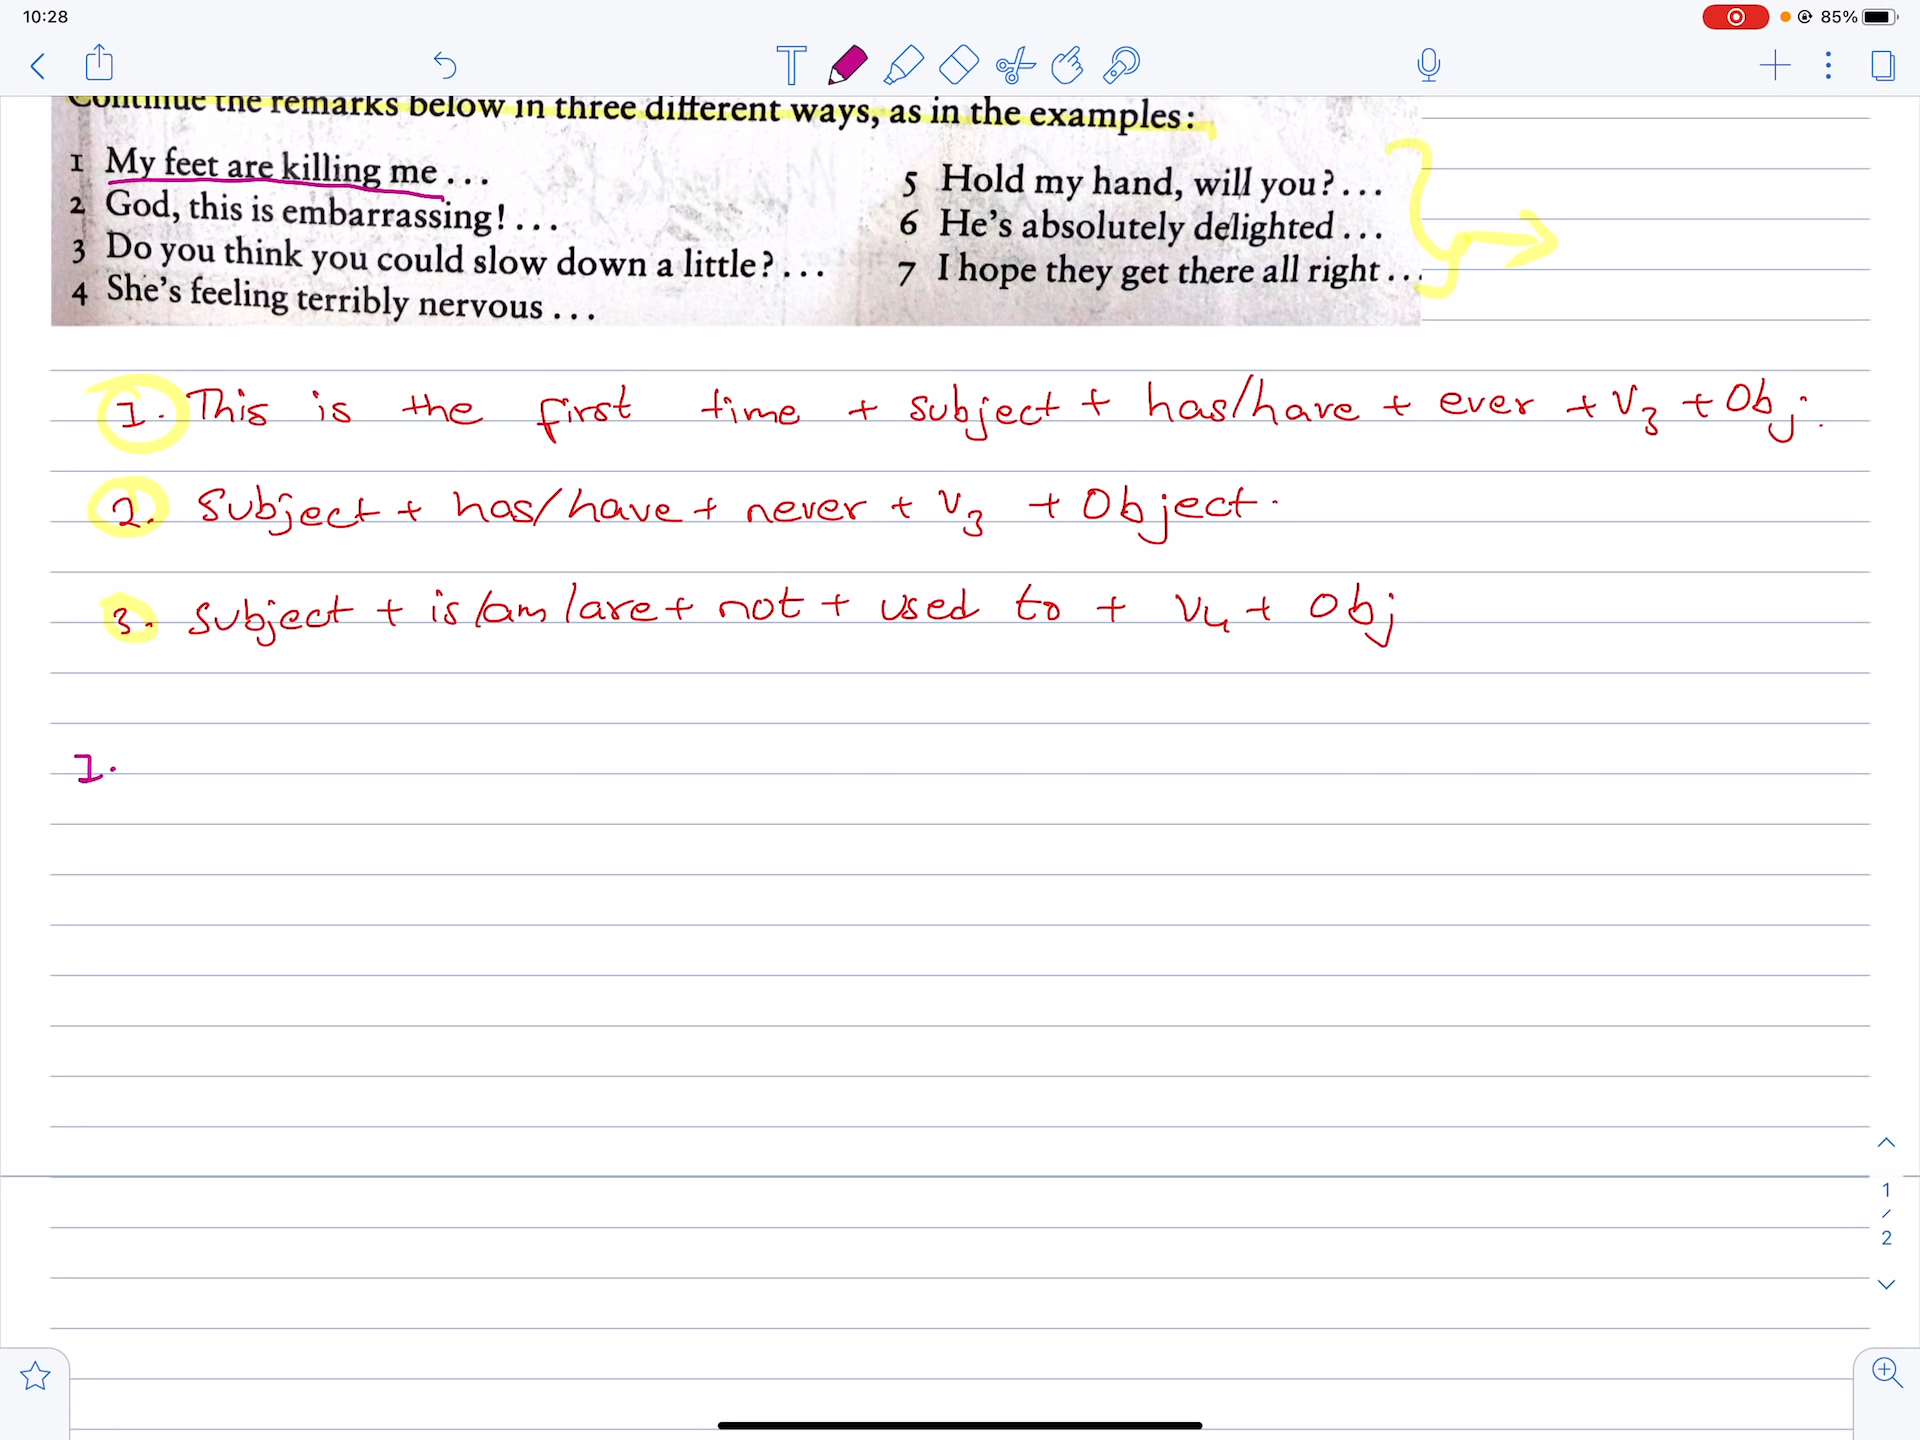 10:28
85%
Continue the remarks below in three different ways, as in the examples:
1 My feet are killing me ...
2 God, this is embarrassing! ...
3 Do you think you could slow down a little? ...
4 She's feeling terribly nervous ...
5 Hold my hand, will you? ...
6 He's absolutely delighted ...
7 I hope they get there all right ...
1. This is the first time + subject + has/have + ever + V3 + Obj.
2. Subject + has/have + never + V3 + Object.
3. Subject + is/am/are + not + used to + V4 + Obj
1.
1
/
2